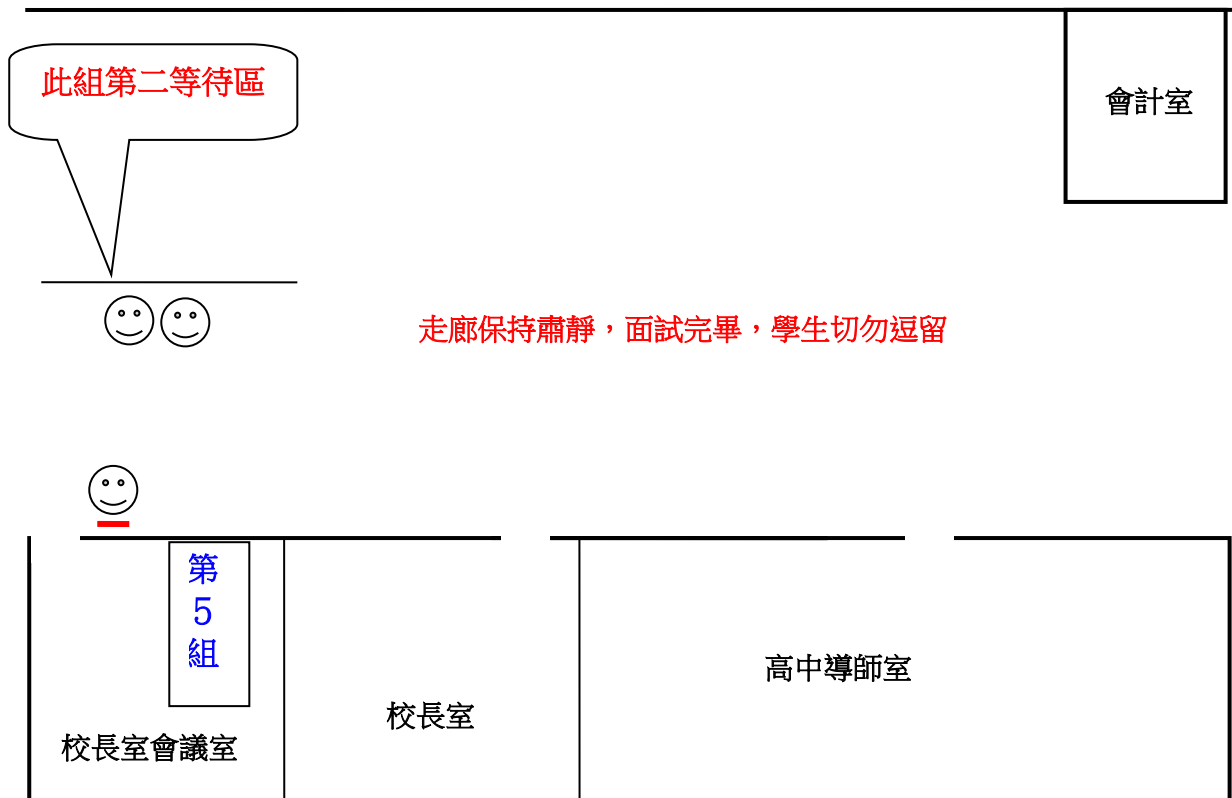 此組第二等待區
會計室
走廊保持肅靜，面試完畢，學生切勿逗留
第
5
組
高中導師室
校長室
校長室會議室